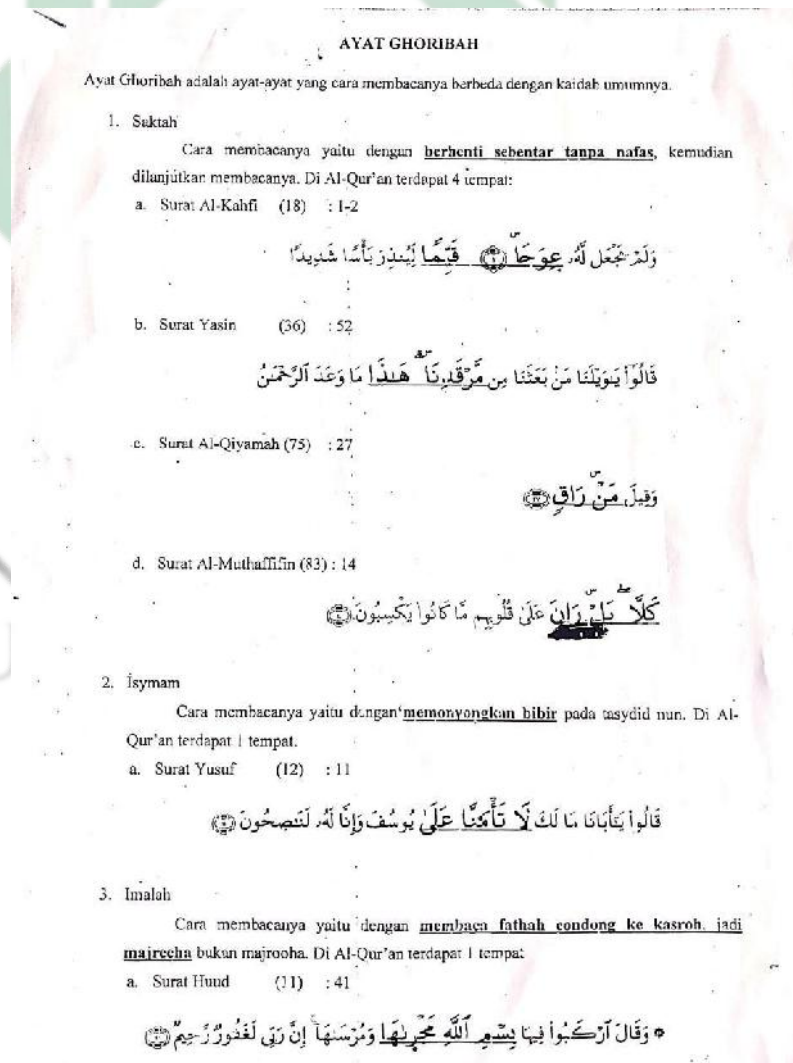 AYAT GHORIBAH
Ayat Ghoribah adalah ayat-ayat yang cara membacanya berbeda dengan kaidah umumnya.
1. Saktah
Cara membacanya yaitu dengan berhenti sebentar tanpa nafas, kemudian
dilanjutkan membacanya. Di Al-Qur'an terdapat 4 tempat:
a. Surat Al-Kahfi (18) : 1-2
وَلَمْ يَجْعَل لَّهُۥ عِوَجَاۜ ﴿١﴾ قَيِّمًا لِّيُنذِرَ بَأْسًا شَدِيدًا
b. Surat Yasin (36) : 52
قَالُوا۟ يَٰوَيْلَنَا مَنۢ بَعَثَنَا مِن مَّرْقَدِنَاۜ ۗ هَٰذَا مَا وَعَدَ ٱلرَّحْمَٰنُ
c. Surat Al-Qiyamah (75) : 27
وَقِيلَ مَنْۜ رَاقٍ ﴿٢٧﴾
d. Surat Al-Muthaffifin (83) : 14
كَلَّا ۖ بَلْۜ رَانَ عَلَىٰ قُلُوبِهِم مَّا كَانُوا۟ يَكْسِبُونَ ﴿١٤﴾
2. Isymam
Cara membacanya yaitu dengan memonyongkan bibir pada tasydid nun. Di Al-
Qur'an terdapat 1 tempat.
a. Surat Yusuf (12) : 11
قَالُوا۟ يَٰٓأَبَانَا مَا لَكَ لَا تَأْمَ۫نَّا عَلَىٰ يُوسُفَ وَإِنَّا لَهُۥ لَنَٰصِحُونَ ﴿١١﴾
3. Imalah
Cara membacanya yaitu dengan membaca fathah condong ke kasroh, jadi
majreeha bukan majrooha. Di Al-Qur'an terdapat 1 tempat
a. Surat Huud (11) : 41
۞ وَقَالَ ٱرْكَبُوا۟ فِيهَا بِسْمِ ٱللَّهِ مَجْر۪ىٰهَا وَمُرْسَىٰهَآ ۚ إِنَّ رَبِّى لَغَفُورٌ رَّحِيمٌ ﴿٤١﴾